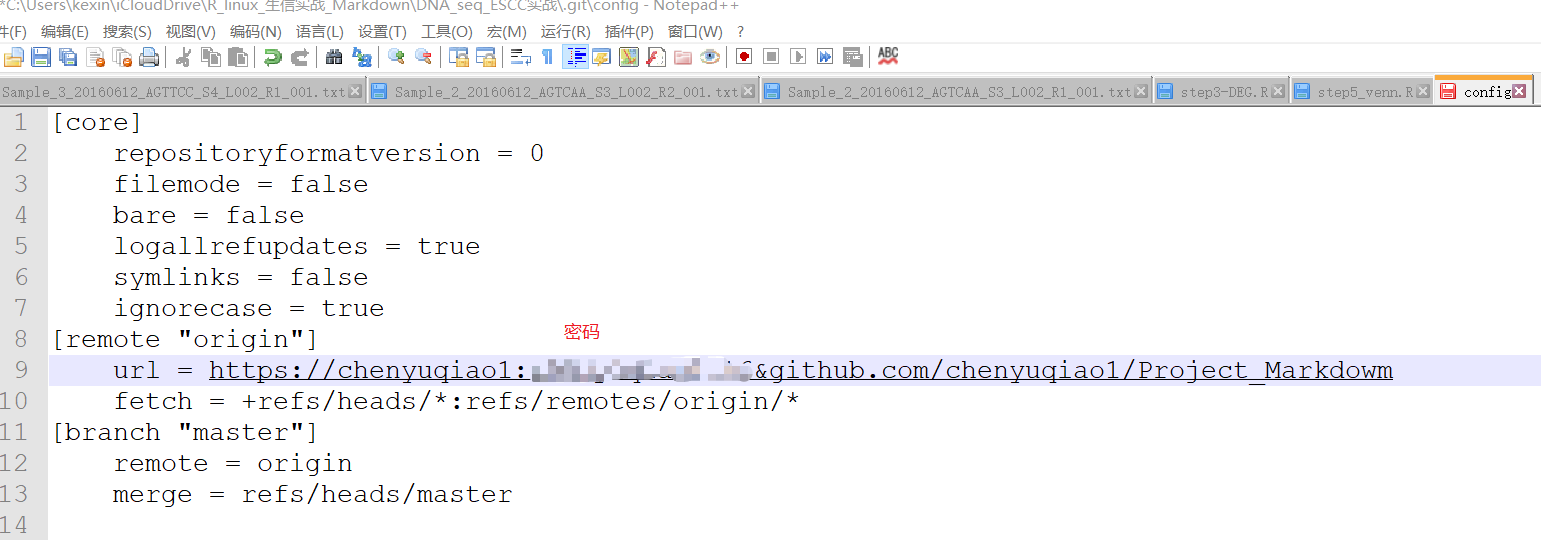 *C:\Users\kexin\iCloudDrive\R_linux_生信实战_Markdown\DNA_seq_ESCC实战\.git\config - Notepad++
件(F) 编辑(E) 搜索(S) 视图(V) 编码(N) 语言(L) 设置(T) 工具(O) 宏(M) 运行(R) 插件(P) 窗口(W) ?
ABC
Sample_3_20160612_AGTTCC_S4_L002_R1_001.txt Sample_2_20160612_AGTCAA_S3_L002_R2_001.txt Sample_2_20160612_AGTCAA_S3_L002_R1_001.txt step3-DEG.R step5_venn.R config
1 [core]
2 repositoryformatversion = 0
3 filemode = false
4 bare = false
5 logallrefupdates = true
6 symlinks = false
7 ignorecase = true
8 [remote "origin"]
密码
9 url = https://chenyuqiao1: &github.com/chenyuqiao1/Project_Markdowm
10 fetch = +refs/heads/*:refs/remotes/origin/*
11 [branch "master"]
12 remote = origin
13 merge = refs/heads/master
14